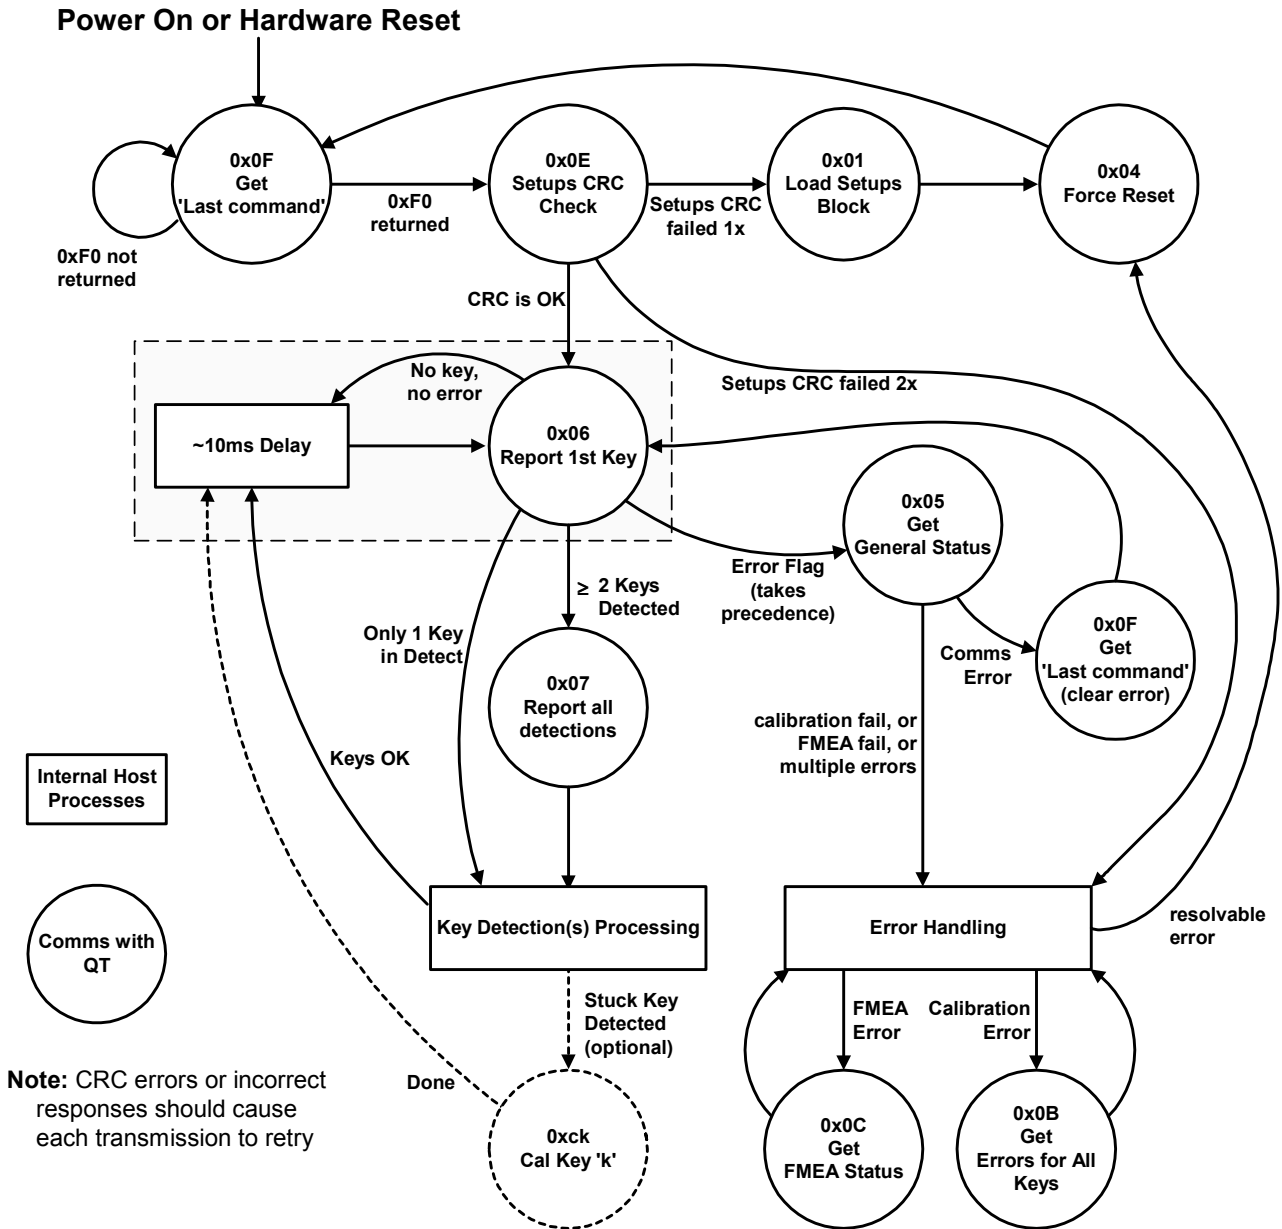 Power On or Hardware Reset
0x0F
Get
'Last command'
0xF0 not
returned
0xF0
returned
0x0E
Setups CRC
Check
Setups CRC
failed 1x
0x01
Load Setups
Block
0x04
Force Reset
CRC is OK
Setups CRC failed 2x
No key,
no error
~10ms Delay
0x06
Report 1st Key
0x05
Get
General Status
Error Flag
(takes
precedence)
≥ 2 Keys
Detected
Only 1 Key
in Detect
0x07
Report all
detections
Comms
Error
0x0F
Get
'Last command'
(clear error)
calibration fail, or
FMEA fail, or
multiple errors
Keys OK
Internal Host
Processes
Comms with
QT
Key Detection(s) Processing
Error Handling
resolvable
error
Stuck Key
Detected
(optional)
FMEA
Error
Calibration
Error
Done
0xck
Cal Key 'k'
0x0C
Get
FMEA Status
0x0B
Get
Errors for All
Keys
Note: CRC errors or incorrect
responses should cause
each transmission to retry